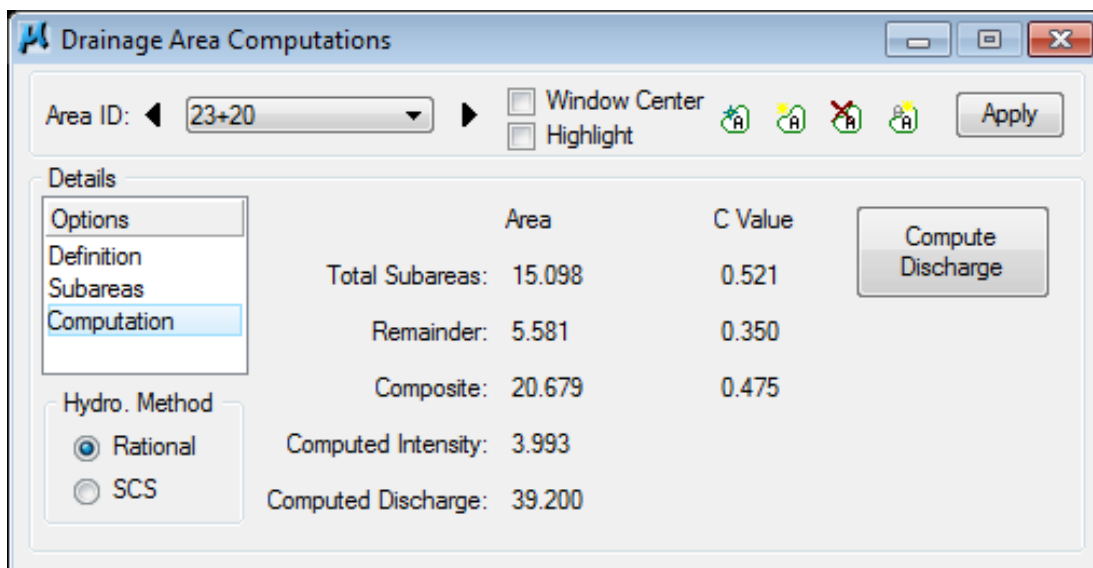 Drainage Area Computations
Area ID: 23+20
Window Center
Highlight
Apply
Details
Options
Definition
Subareas
Computation
Hydro. Method
Rational
SCS
Area C Value
Total Subareas: 15.098 0.521
Remainder: 5.581 0.350
Composite: 20.679 0.475
Computed Intensity: 3.993
Computed Discharge: 39.200
Compute
Discharge